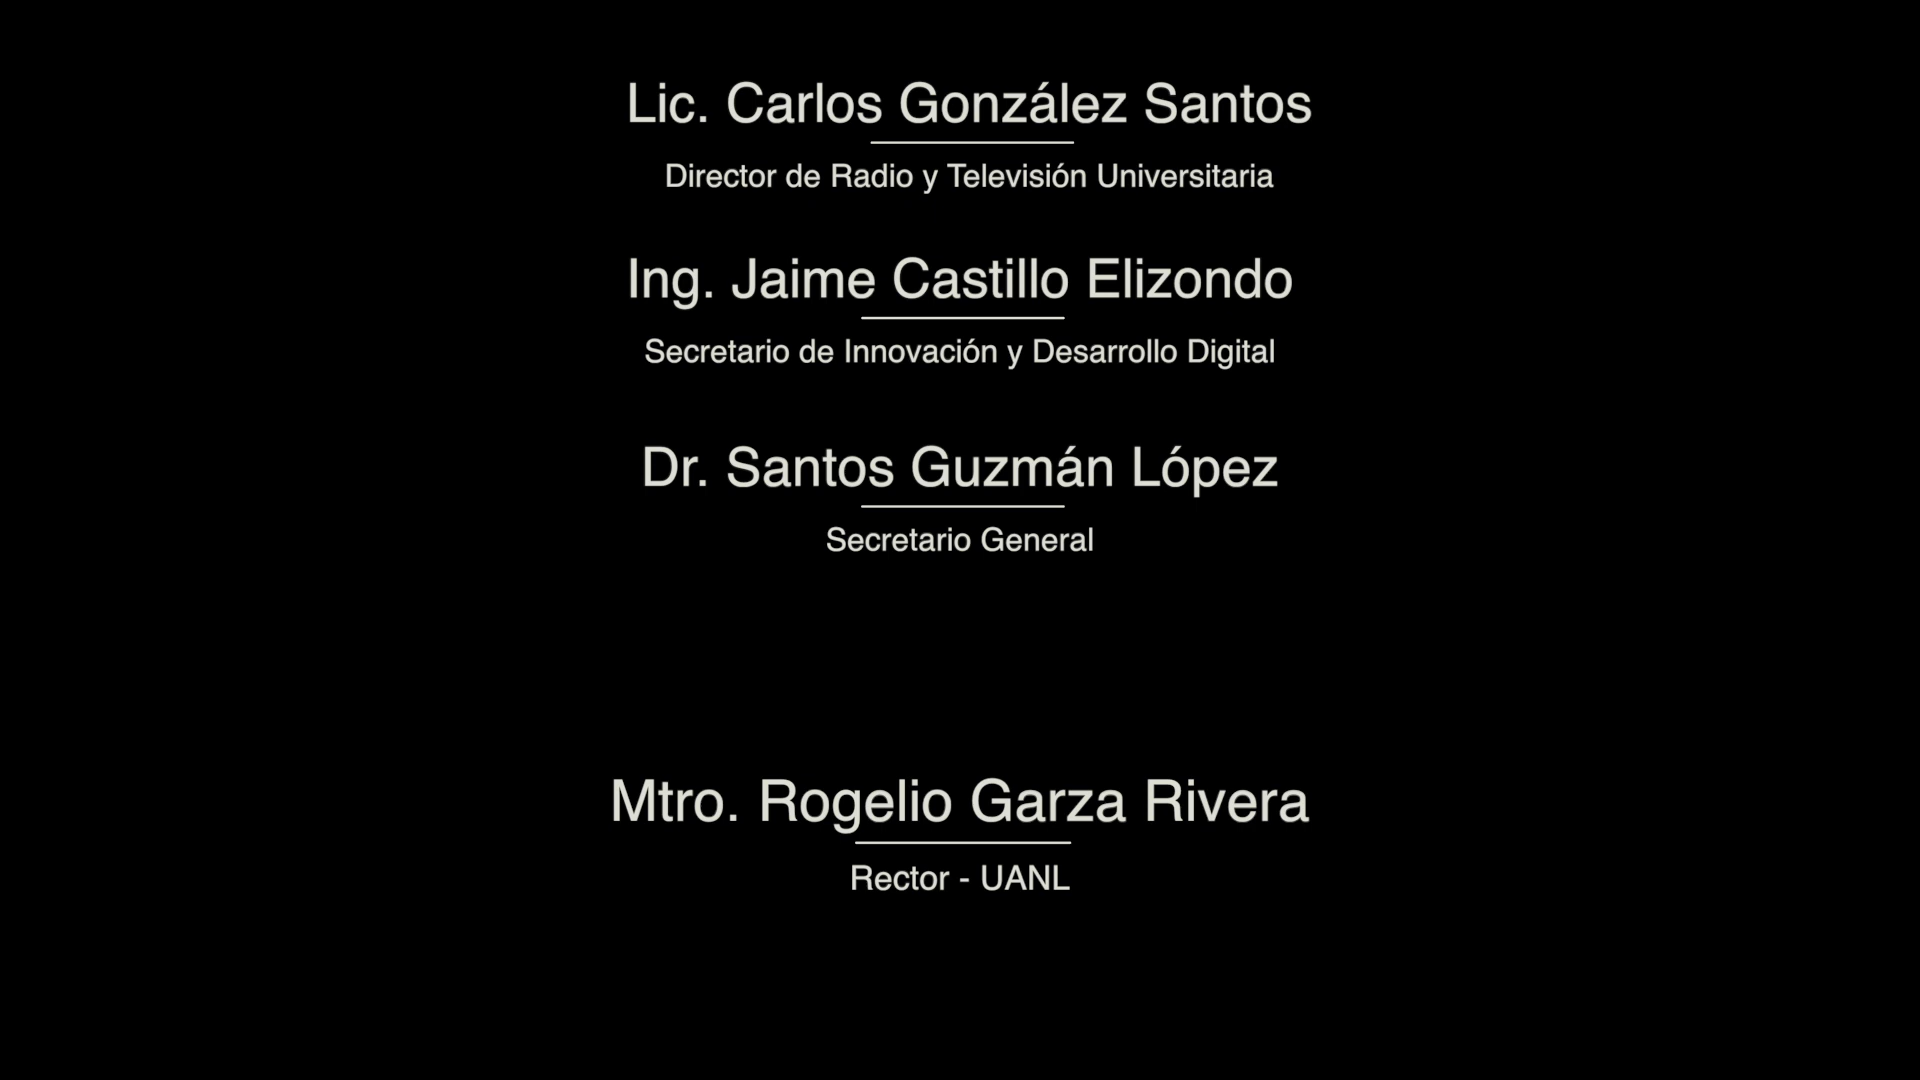 Lic. Carlos González Santos
Director de Radio y Televisión Universitaria
Ing. Jaime Castillo Elizondo
Secretario de Innovación y Desarrollo Digital
Dr. Santos Guzmán López
Secretario General
Mtro. Rogelio Garza Rivera
Rector - UANL